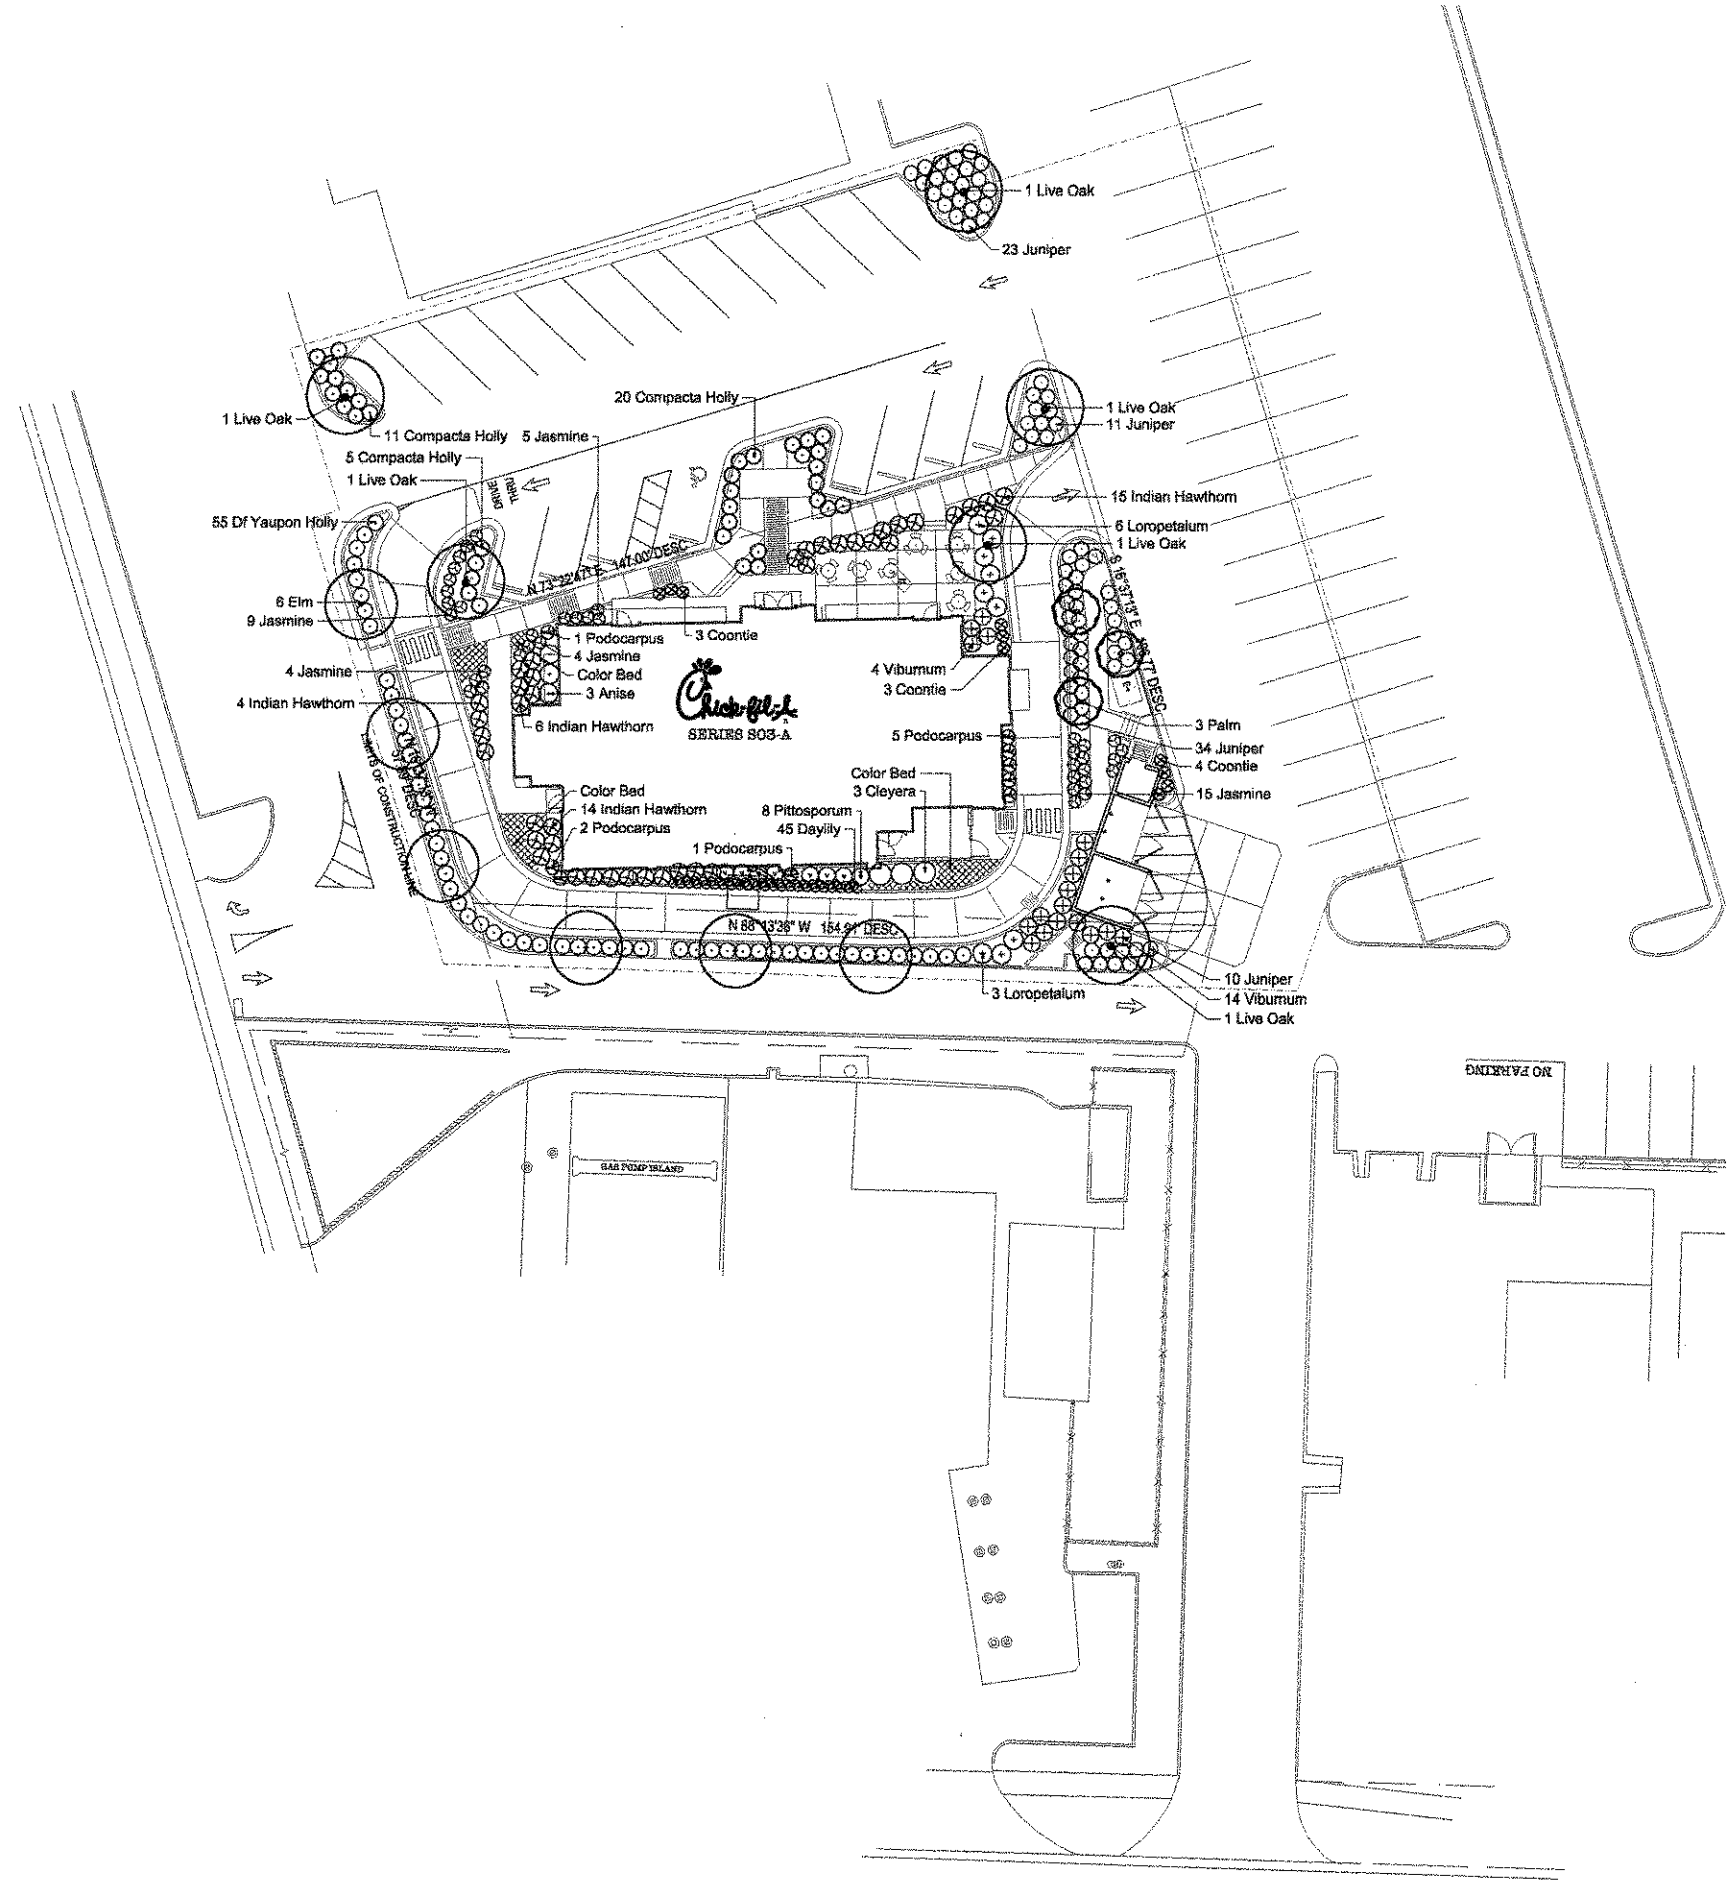 1 Live Oak
23 Juniper
20 Compacta Holly
1 Live Oak
11 Juniper
1 Live Oak
11 Compacta Holly
5 Jasmine
5 Compacta Holly
1 Live Oak
THRU
DRIVE
15 Indian Hawthorn
55 Df Yaupon Holly
6 Loropetalum
1 Live Oak
N 73°22'47" E 147.00' DESC
6 Elm
9 Jasmine
1 Podocarpus
3 Coontie
4 Jasmine
4 Jasmine
Color Bed
4 Viburnum
3 Anise
3 Coontie
4 Indian Hawthorn
Chick-fil-A
SERIES S03-A
6 Indian Hawthorn
5 Podocarpus
3 Palm
34 Juniper
4 Coontie
15 Jasmine
LIMITS OF CONSTRUCTION LINE
Color Bed
3 Cleyera
Color Bed
14 Indian Hawthorn
2 Podocarpus
8 Pittosporum
45 Daylily
1 Podocarpus
N 88°13'38" W 154.91' DESC
3 Loropetalum
10 Juniper
14 Viburnum
1 Live Oak
NO PARKING
GAS PUMP ISLAND